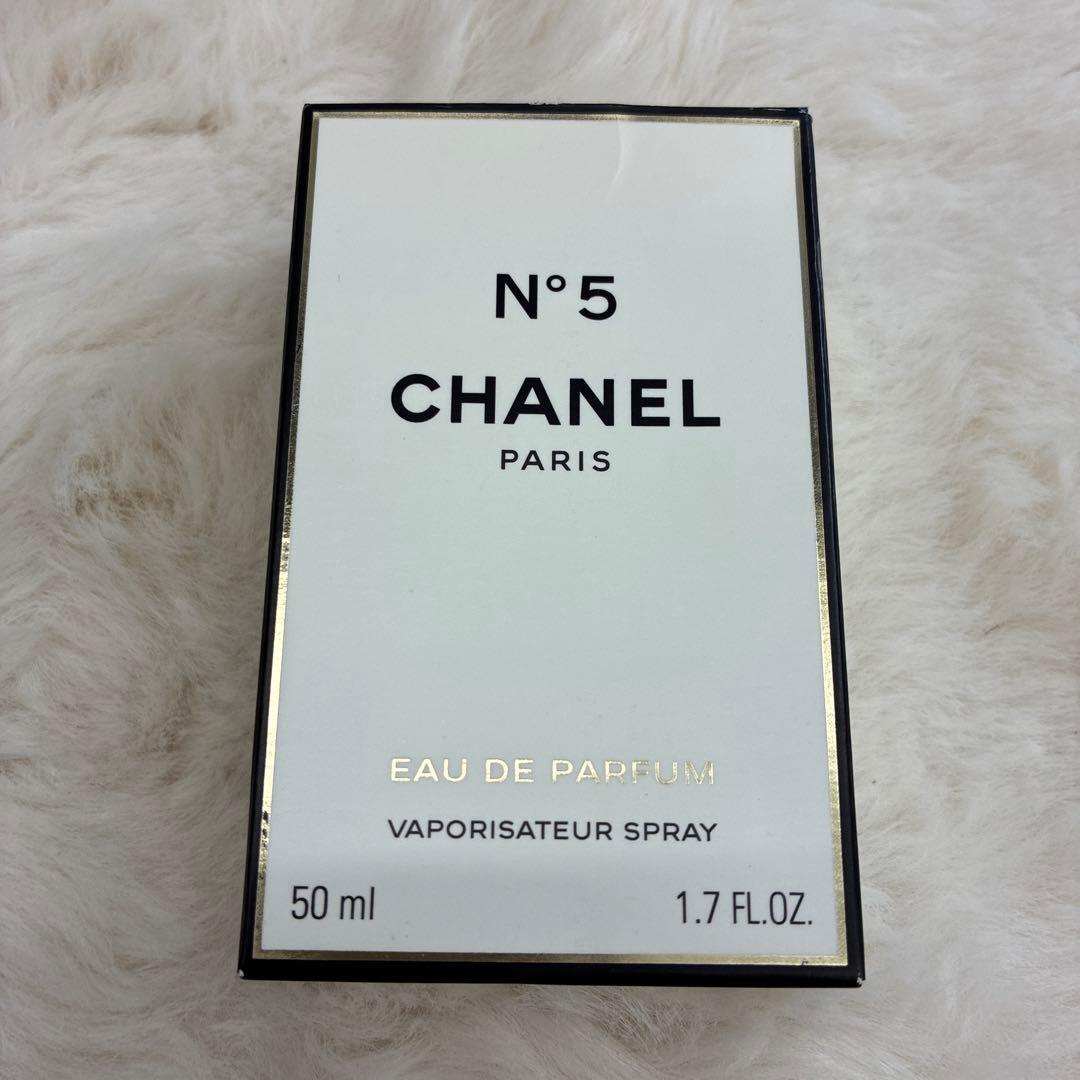 N°5
CHANEL
PARIS
EAU DE PARFUM
VAPORISATEUR SPRAY
50 ml 1.7 FL.OZ.